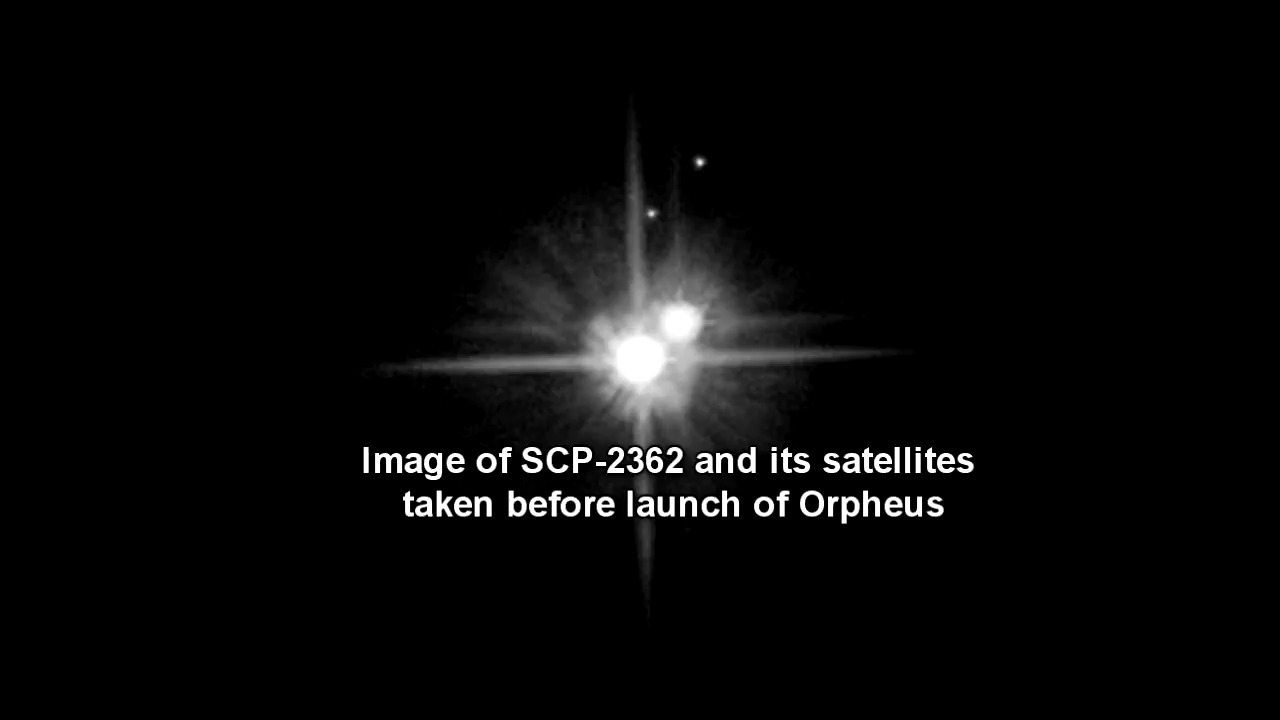 Image of SCP-2362 and its satellites
taken before launch of Orpheus